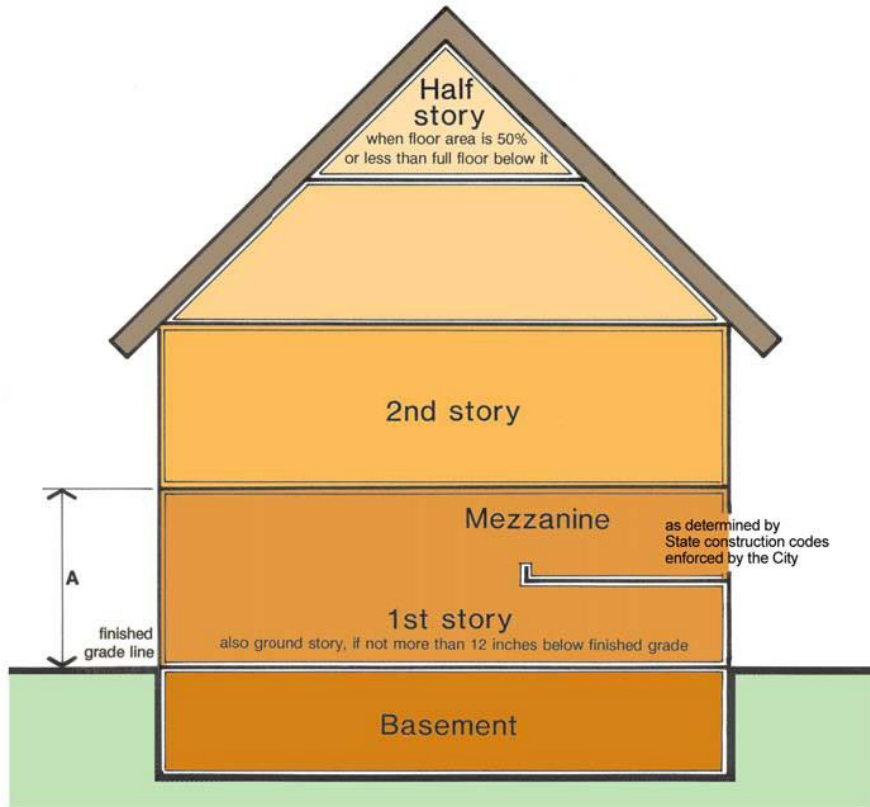 Half
story
when floor area is 50%
or less than full floor below it
2nd story
Mezzanine
as determined by
State construction codes
enforced by the City
A
1st story
also ground story, if not more than 12 inches below finished grade
finished
grade line
Basement